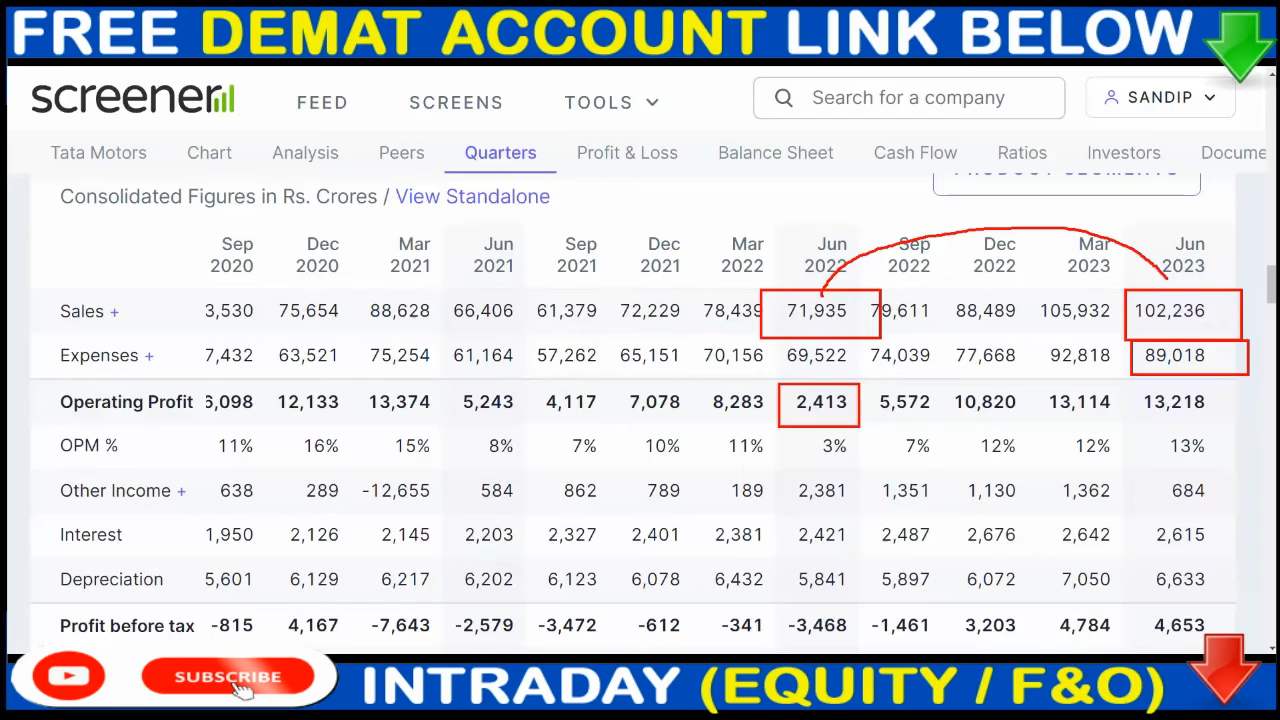 FREE DEMAT ACCOUNT LINK BELOW
screener FEED SCREENS TOOLS Search for a company SANDIP
Tata Motors Chart Analysis Peers Quarters Profit & Loss Balance Sheet Cash Flow Ratios Investors Docume
PRODUCT SEGMENTS
Consolidated Figures in Rs. Crores / View Standalone
Sep Dec Mar Jun Sep Dec Mar Jun Sep Dec Mar Jun
2020 2020 2021 2021 2021 2021 2022 2022 2022 2022 2023 2023
Sales + 3,530 75,654 88,628 66,406 61,379 72,229 78,439 71,935 79,611 88,489 105,932 102,236
Expenses + 7,432 63,521 75,254 61,164 57,262 65,151 70,156 69,522 74,039 77,668 92,818 89,018
Operating Profit 6,098 12,133 13,374 5,243 4,117 7,078 8,283 2,413 5,572 10,820 13,114 13,218
OPM % 11% 16% 15% 8% 7% 10% 11% 3% 7% 12% 12% 13%
Other Income + 638 289 -12,655 584 862 789 189 2,381 1,351 1,130 1,362 684
Interest 1,950 2,126 2,145 2,203 2,327 2,401 2,381 2,421 2,487 2,676 2,642 2,615
Depreciation 5,601 6,129 6,217 6,202 6,123 6,078 6,432 5,841 5,897 6,072 7,050 6,633
Profit before tax -815 4,167 -7,643 -2,579 -3,472 -612 -341 -3,468 -1,461 3,203 4,784 4,653
SUBSCRIBE INTRADAY (EQUITY / F&O)